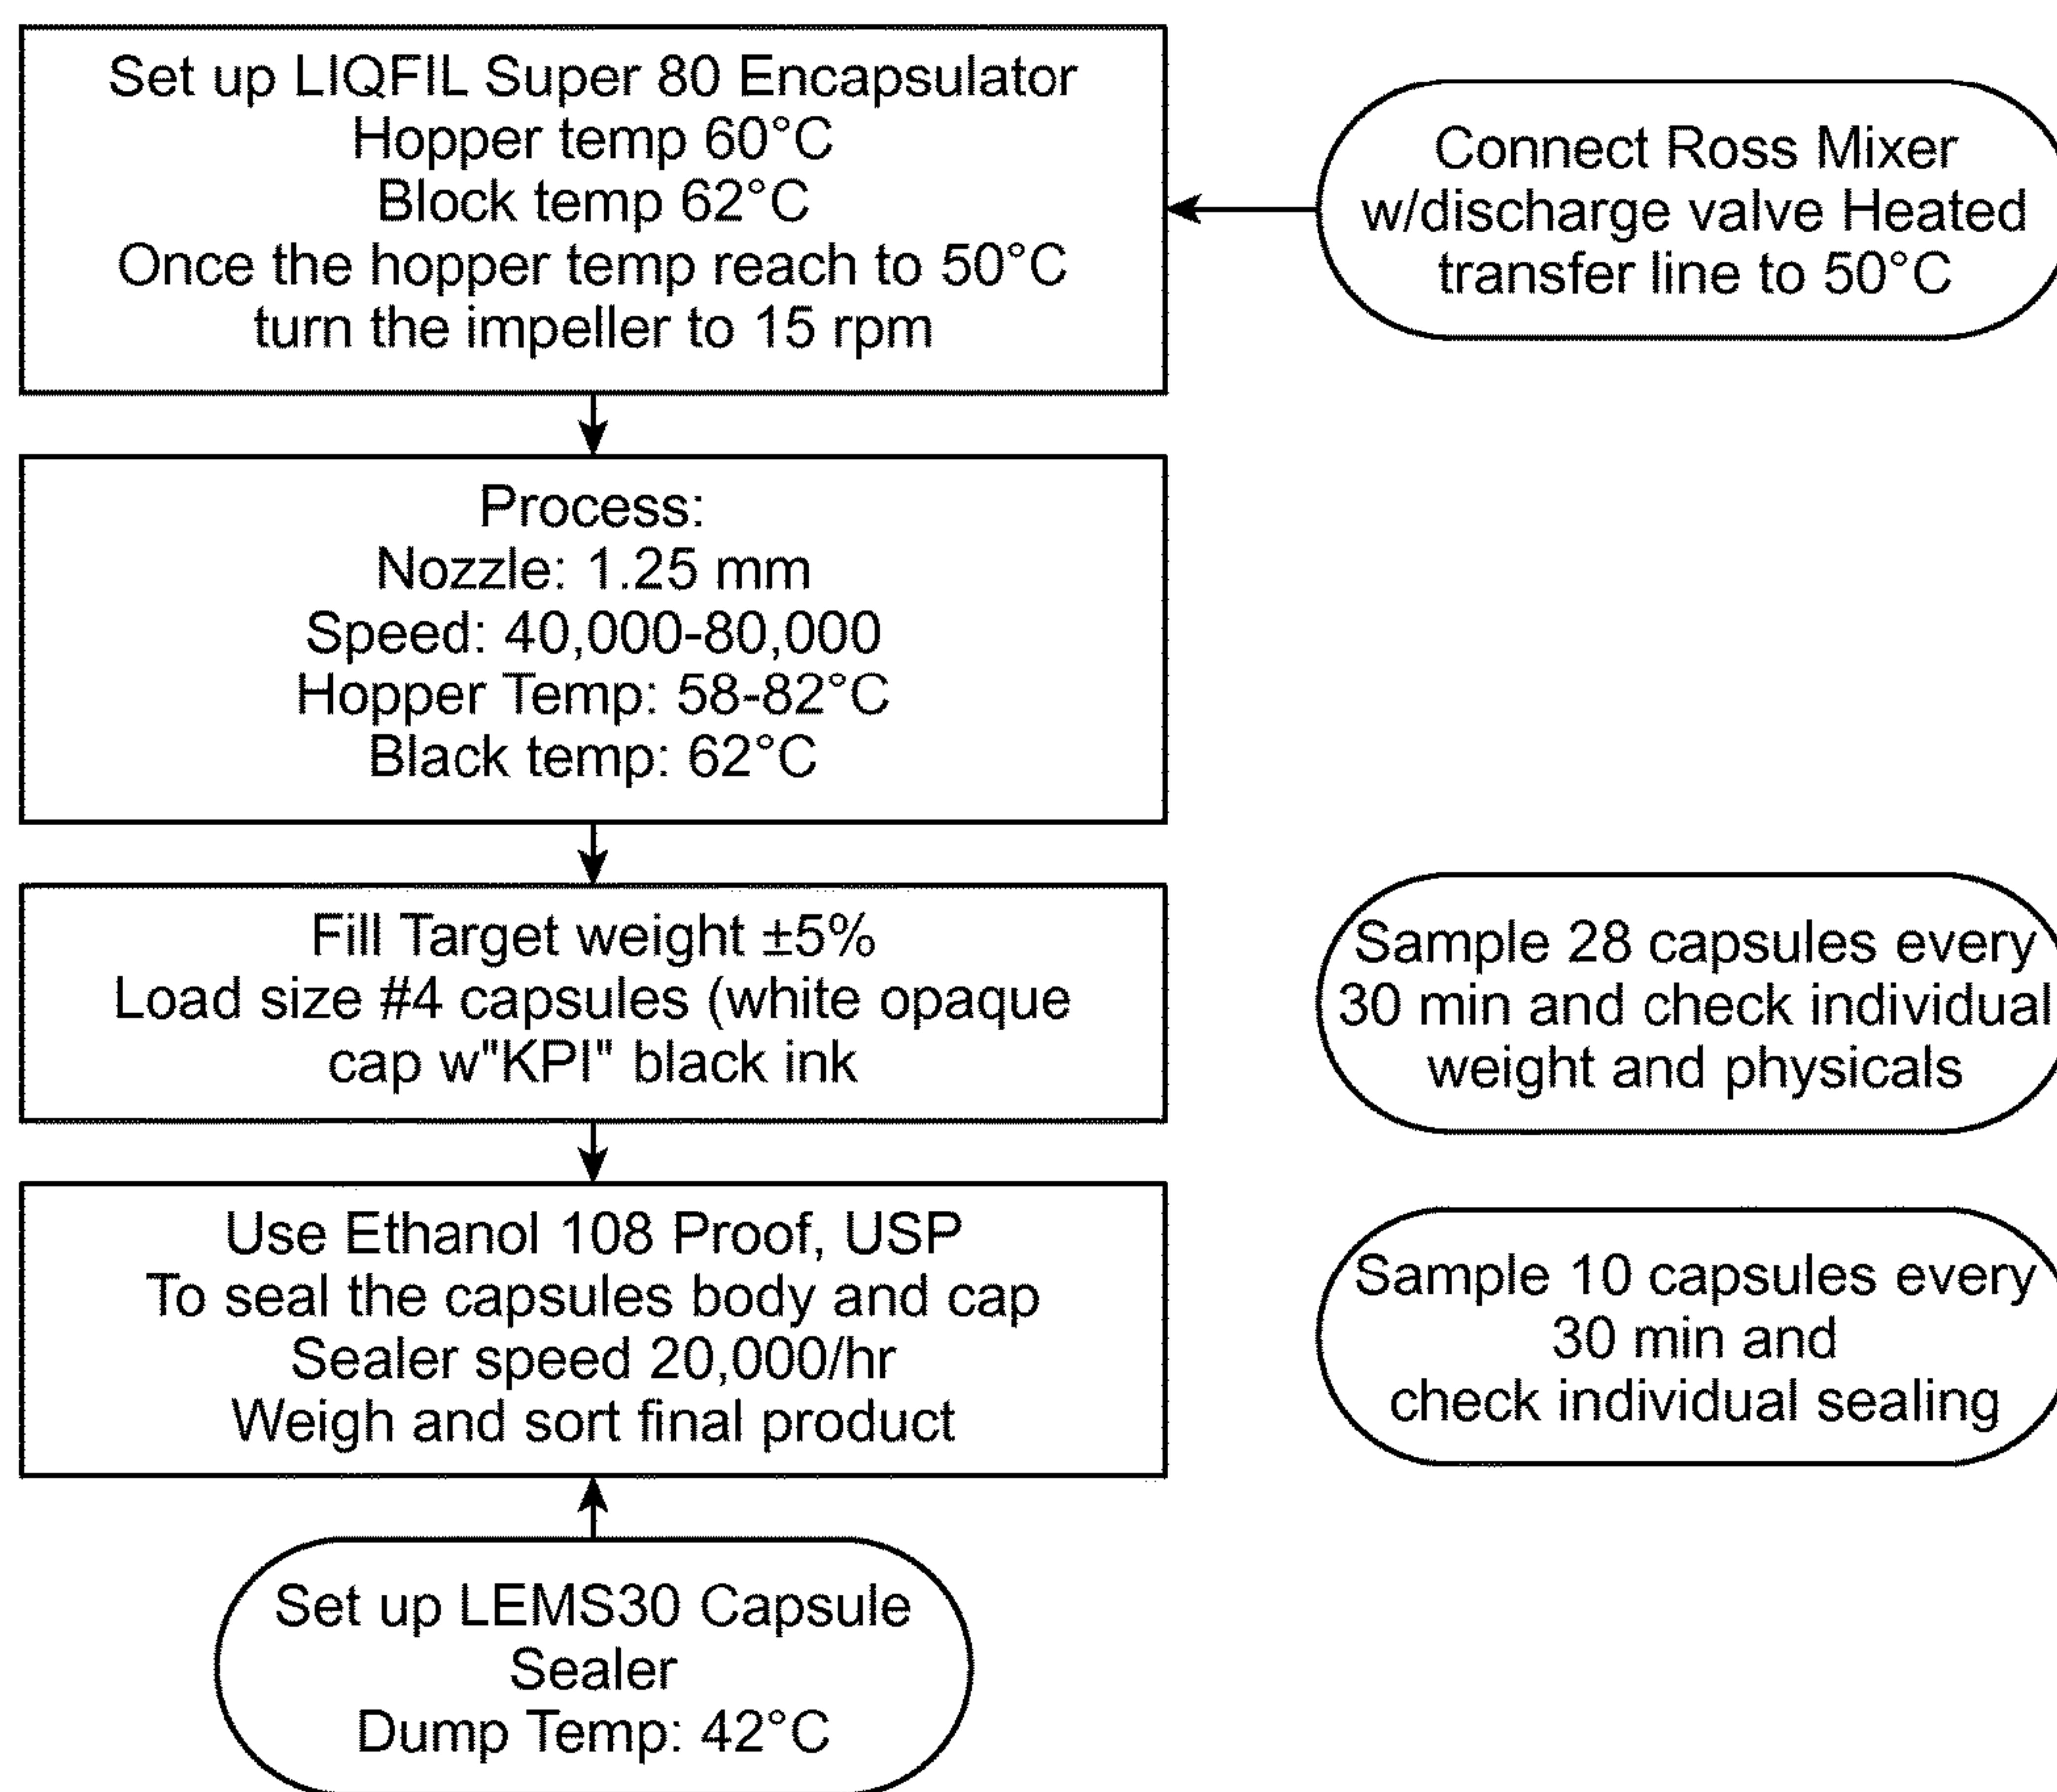 Set up LIQFIL Super 80 Encapsulator
Hopper temp 60°C
Block temp 62°C
Once the hopper temp reach to 50°C
turn the impeller to 15 rpm
Connect Ross Mixer
w/discharge valve Heated
transfer line to 50°C
Process:
Nozzle: 1.25 mm
Speed: 40,000-80,000
Hopper Temp: 58-82°C
Black temp: 62°C
Fill Target weight ±5%
Load size #4 capsules (white opaque
cap w"KPI" black ink
Sample 28 capsules every
30 min and check individual
weight and physicals
Use Ethanol 108 Proof, USP
To seal the capsules body and cap
Sealer speed 20,000/hr
Weigh and sort final product
Sample 10 capsules every
30 min and
check individual sealing
Set up LEMS30 Capsule
Sealer
Dump Temp: 42°C